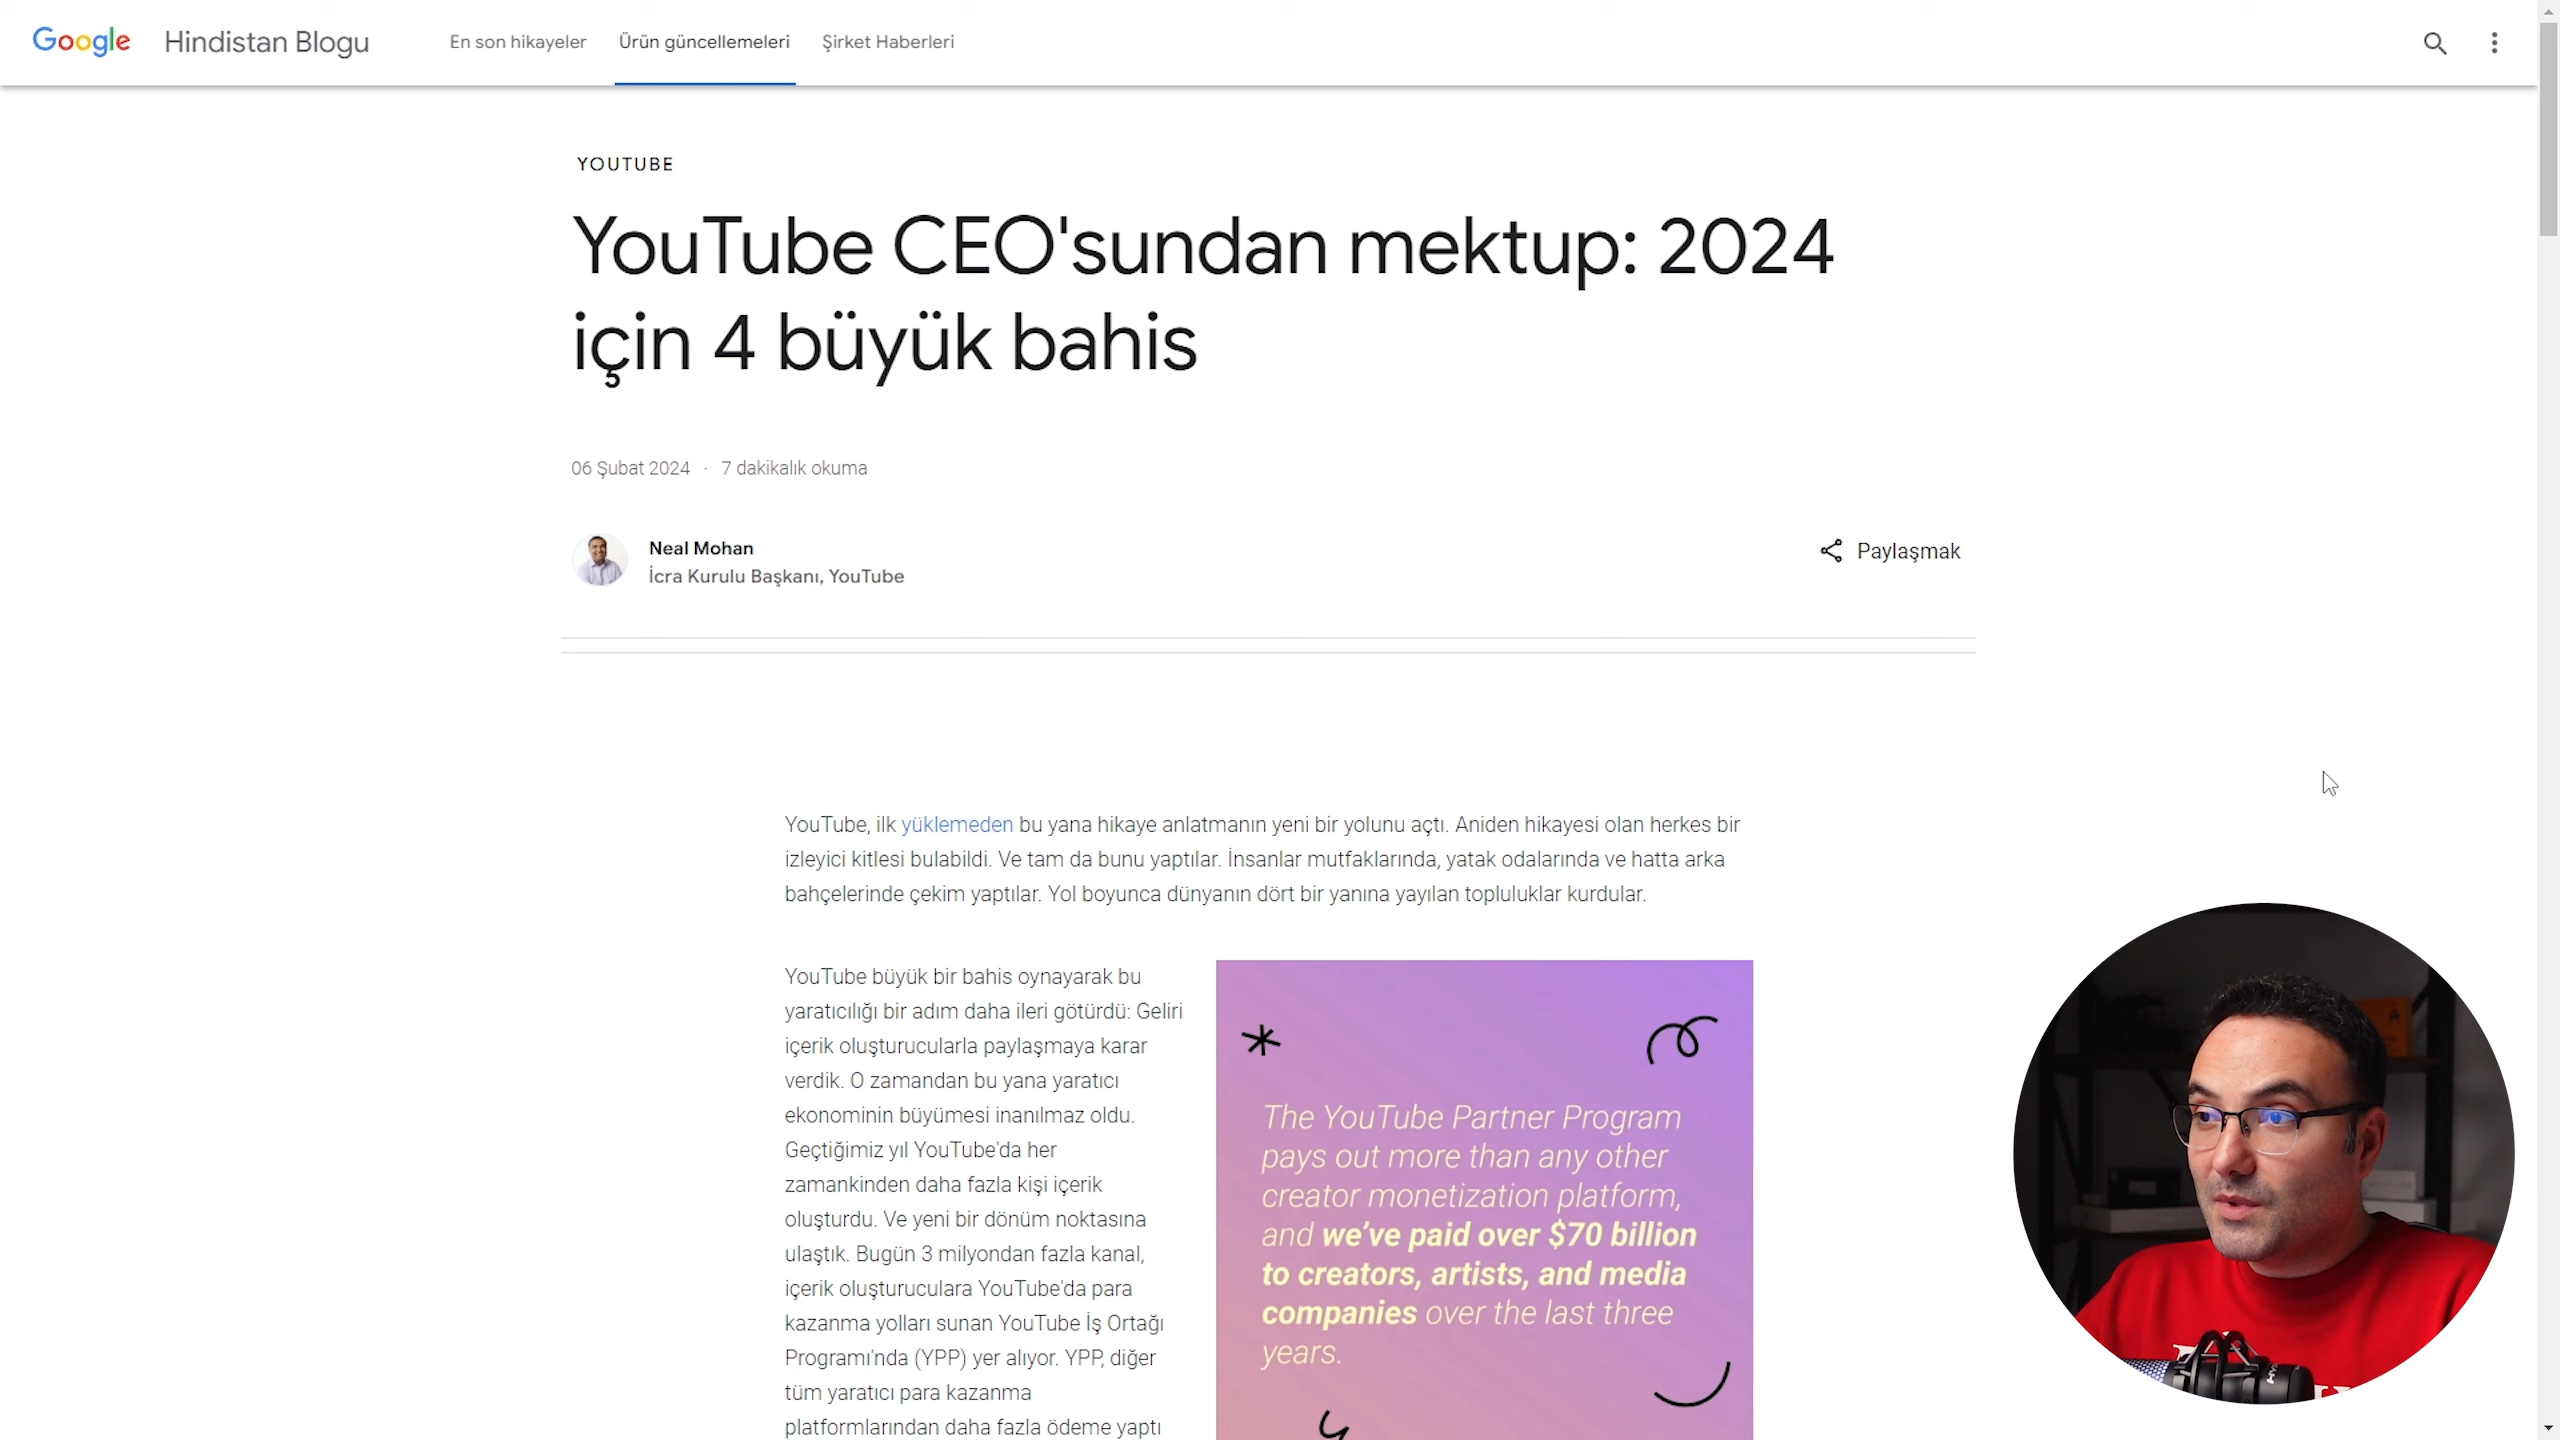 Google Hindistan Blogu En son hikayeler Ürün güncellemeleri Şirket Haberleri
YOUTUBE
YouTube CEO'sundan mektup: 2024
için 4 büyük bahis
06 Şubat 2024 · 7 dakikalık okuma
Neal Mohan
İcra Kurulu Başkanı, YouTube
Paylaşmak
YouTube, ilk yüklemeden bu yana hikaye anlatmanın yeni bir yolunu açtı. Aniden hikayesi olan herkes bir
izleyici kitlesi bulabildi. Ve tam da bunu yaptılar. İnsanlar mutfaklarında, yatak odalarında ve hatta arka
bahçelerinde çekim yaptılar. Yol boyunca dünyanın dört bir yanına yayılan topluluklar kurdular.
YouTube büyük bir bahis oynayarak bu
yaratıcılığı bir adım daha ileri götürdü: Geliri
içerik oluşturucularla paylaşmaya karar
verdik. O zamandan bu yana yaratıcı
ekonominin büyümesi inanılmaz oldu.
Geçtiğimiz yıl YouTube'da her
zamankinden daha fazla kişi içerik
oluşturdu. Ve yeni bir dönüm noktasına
ulaştık. Bugün 3 milyondan fazla kanal,
içerik oluşturuculara YouTube'da para
kazanma yolları sunan YouTube İş Ortağı
Programı'nda (YPP) yer alıyor. YPP, diğer
tüm yaratıcı para kazanma
platformlarından daha fazla ödeme yaptı
The YouTube Partner Program
pays out more than any other
creator monetization platform,
and we've paid over $70 billion
to creators, artists, and media
companies over the last three
years.